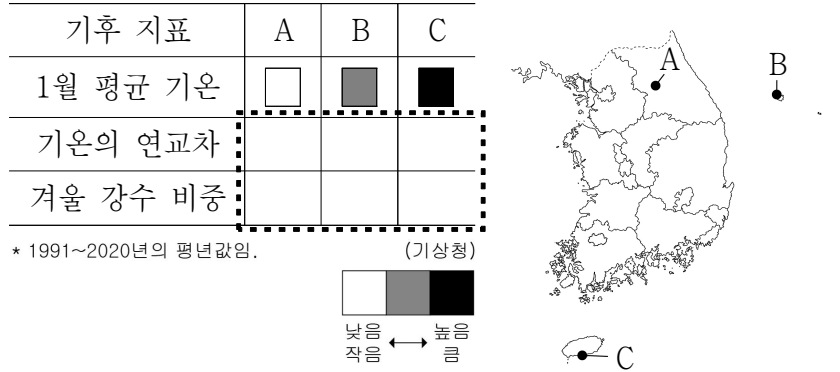 기후 지표 A B C
1월 평균 기온
기온의 연교차
겨울 강수 비중
* 1991~2020년의 평년값임. (기상청)
낮음 높음
작음 큼
A
B
C